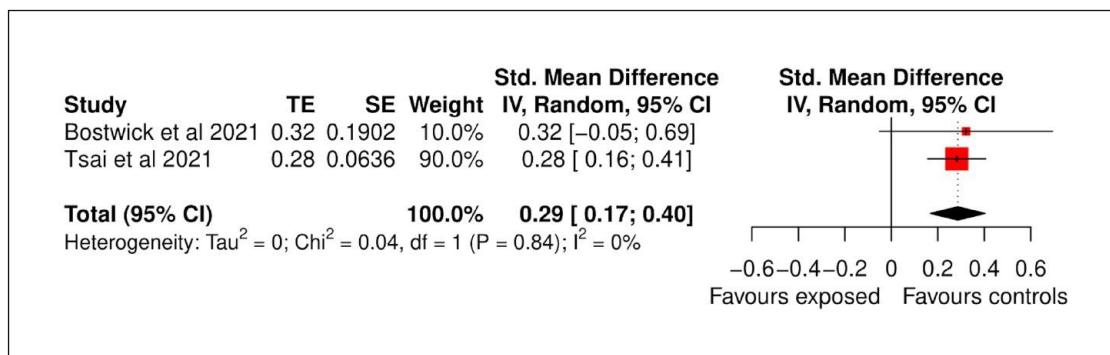 Std. Mean Difference Std. Mean Difference
Study TE SE Weight IV, Random, 95% CI IV, Random, 95% CI
Bostwick et al 2021 0.32 0.1902 10.0% 0.32 [−0.05; 0.69]
Tsai et al 2021 0.28 0.0636 90.0% 0.28 [ 0.16; 0.41]
Total (95% CI) 100.0% 0.29 [ 0.17; 0.40]
Heterogeneity: Tau² = 0; Chi² = 0.04, df = 1 (P = 0.84); I² = 0%
−0.6 −0.4 −0.2 0 0.2 0.4 0.6
Favours exposed Favours controls